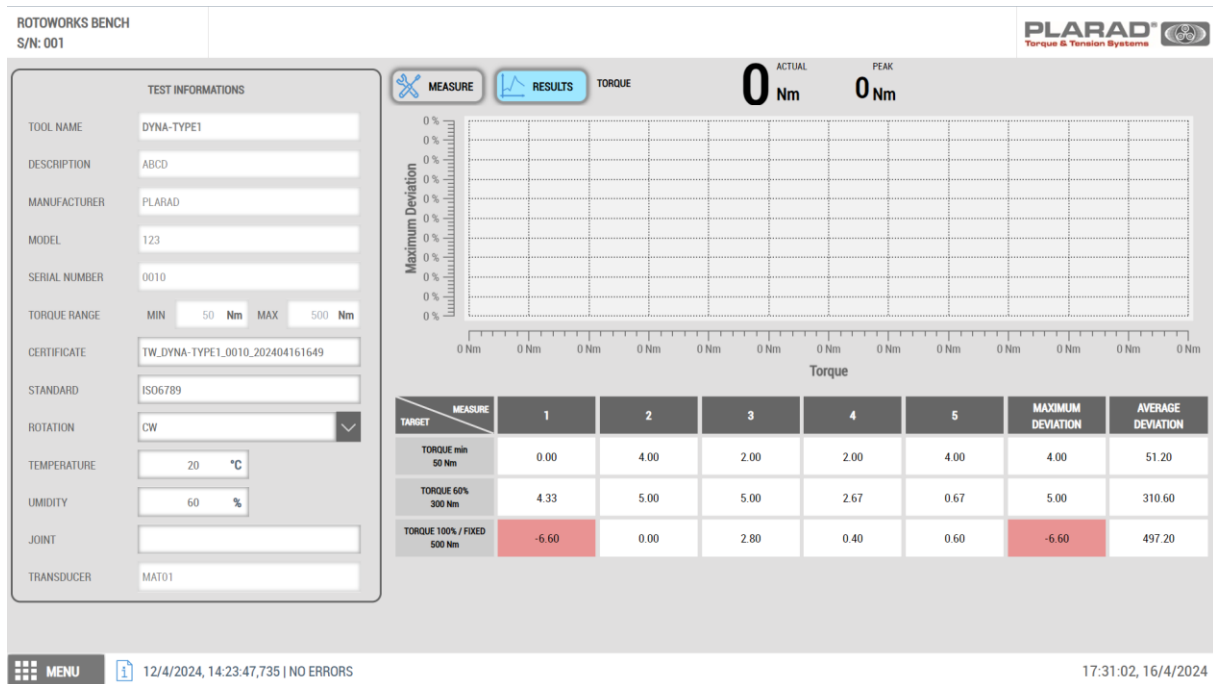 ROTOWORKS BENCH
S/N: 001
PLARAD®
Torque & Tension Systems
TEST INFORMATIONS
TOOL NAME DYNA-TYPE1
DESCRIPTION ABCD
MANUFACTURER PLARAD
MODEL 123
SERIAL NUMBER 0010
TORQUE RANGE MIN 50 Nm MAX 500 Nm
CERTIFICATE TW_DYNA-TYPE1_0010_202404161649
STANDARD ISO6789
ROTATION CW
TEMPERATURE 20 °C
UMIDITY 60 %
JOINT
TRANSDUCER MAT01
MEASURE RESULTS TORQUE
ACTUAL
0 Nm
PEAK
0 Nm
Maximum Deviation
0 %
0 %
0 %
0 %
0 %
0 %
0 %
0 %
0 %
0 %
0 %
0 Nm 0 Nm 0 Nm 0 Nm 0 Nm 0 Nm 0 Nm 0 Nm 0 Nm 0 Nm 0 Nm 0 Nm 0 Nm
Torque
MEASURE
TARGET 1 2 3 4 5 MAXIMUM DEVIATION AVERAGE DEVIATION
TORQUE min
50 Nm 0.00 4.00 2.00 2.00 4.00 4.00 51.20
TORQUE 60%
300 Nm 4.33 5.00 5.00 2.67 0.67 5.00 310.60
TORQUE 100% / FIXED
500 Nm -6.60 0.00 2.80 0.40 0.60 -6.60 497.20
MENU i 12/4/2024, 14:23:47,735 | NO ERRORS 17:31:02, 16/4/2024